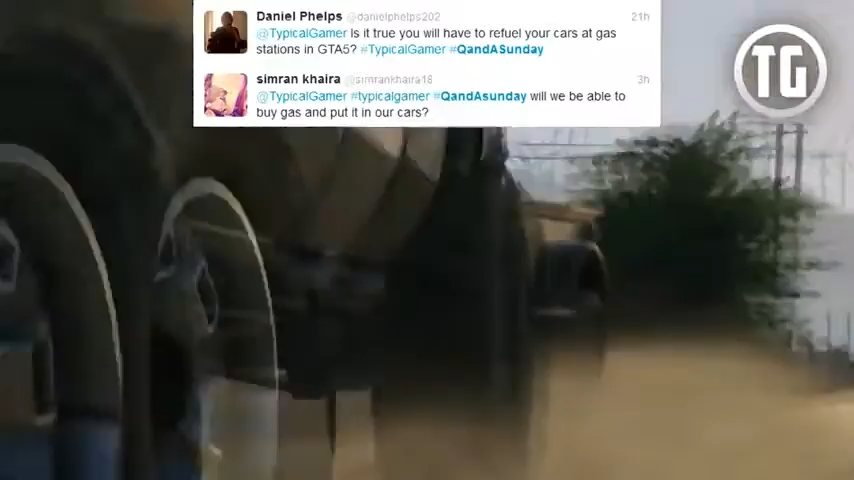 Daniel Phelps @danielphelps202 21h
@TypicalGamer Is it true you will have to refuel your cars at gas
stations in GTA5? #TypicalGamer #QandASunday
simran khaira @simrankhaira18 3h
@TypicalGamer #typicalgamer #QandAsunday will we be able to
buy gas and put it in our cars?
TG